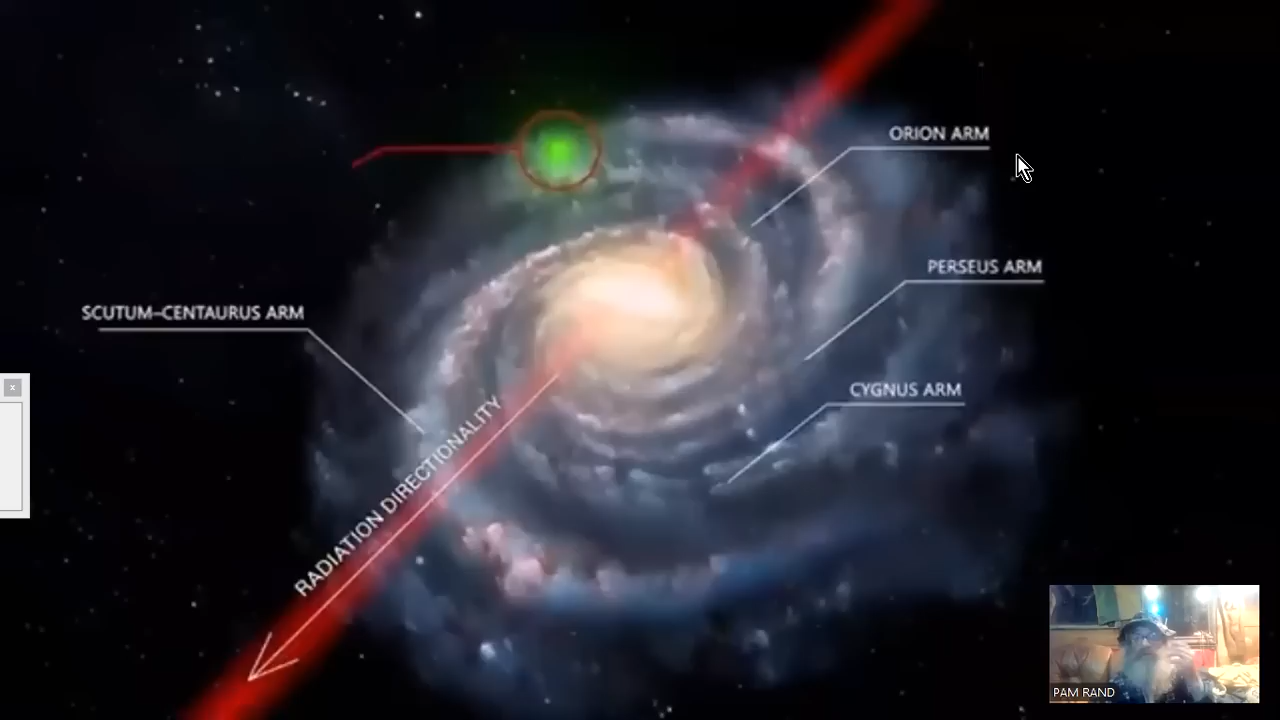 ORION ARM
PERSEUS ARM
SCUTUM–CENTAURUS ARM
CYGNUS ARM
RADIATION DIRECTIONALITY
x
PAM RAND